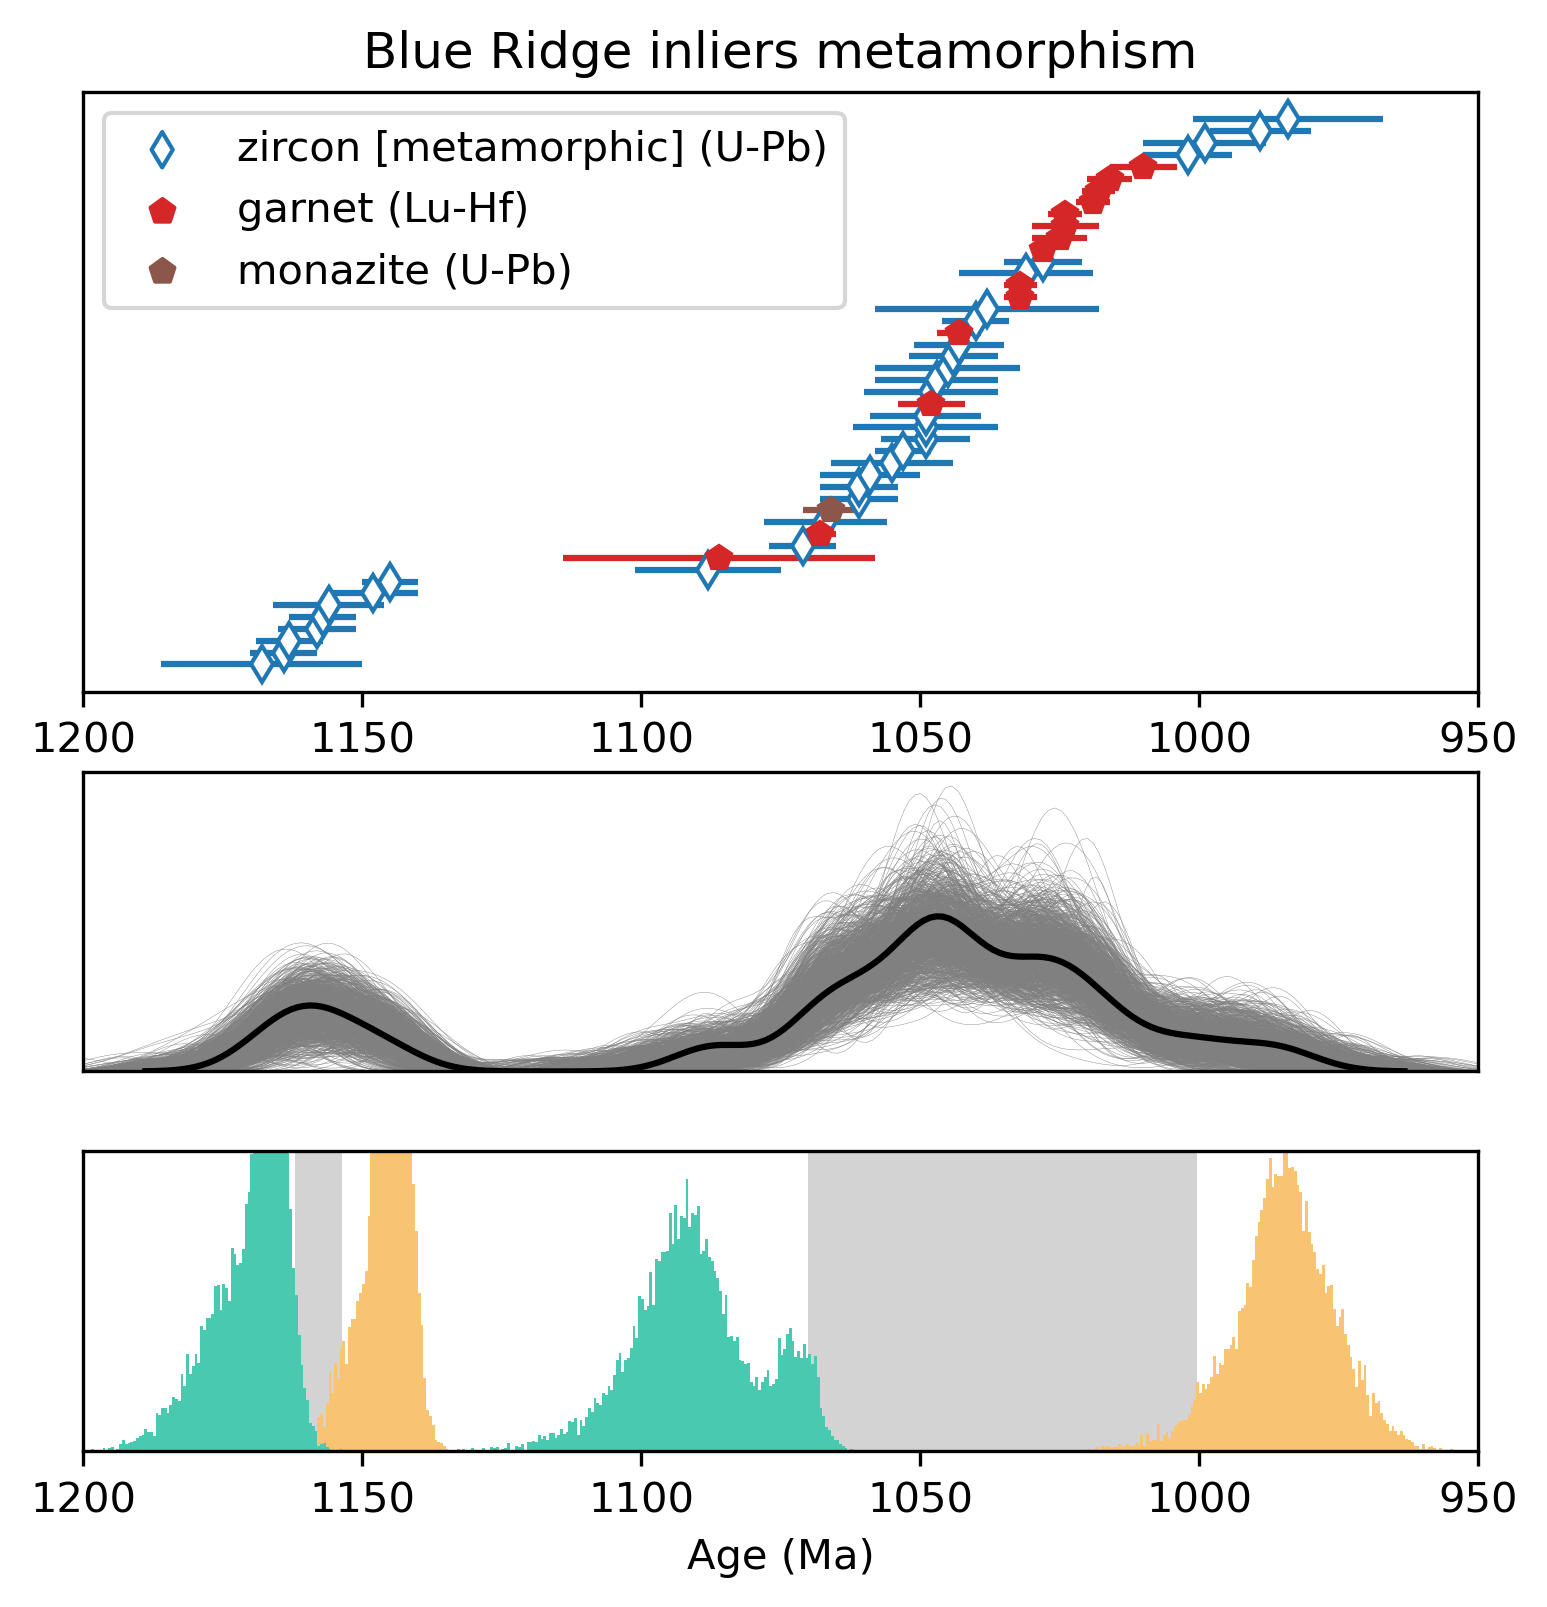 Blue Ridge inliers metamorphism
zircon [metamorphic] (U-Pb)
garnet (Lu-Hf)
monazite (U-Pb)
1200 1150 1100 1050 1000 950
1200 1150 1100 1050 1000 950
Age (Ma)